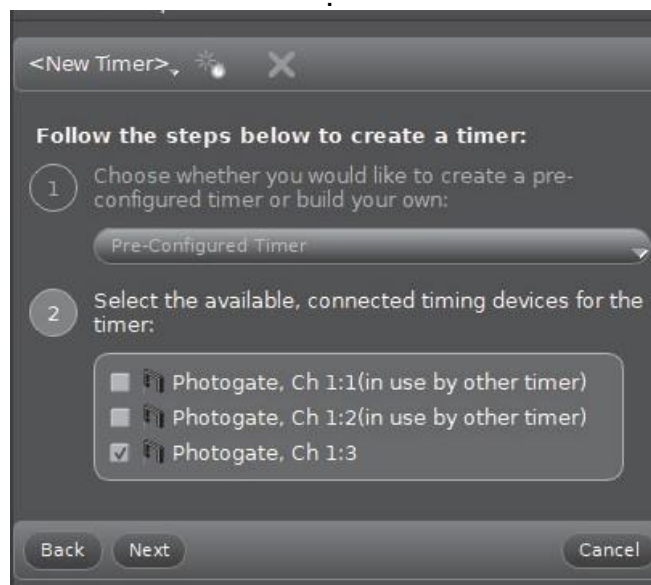 <New Timer>
Follow the steps below to create a timer:
1
Choose whether you would like to create a pre-
configured timer or build your own:
Pre-Configured Timer
2
Select the available, connected timing devices for the
timer:
Photogate, Ch 1:1(in use by other timer)
Photogate, Ch 1:2(in use by other timer)
Photogate, Ch 1:3
Back Next Cancel